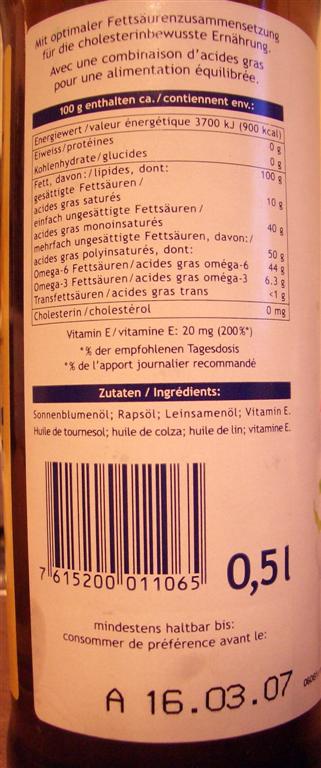 Mit optimaler Fettsäurenzusammensetzung
für die cholesterinbewusste Ernährung.
Avec une combinaison d'acides gras
pour une alimentation équilibrée.
100 g enthalten ca./contiennent env.:
Energiewert/valeur énergétique 3700 kJ (900 kcal)
Eiweiss/protéines 0 g
Kohlenhydrate/glucides 0 g
Fett, davon:/lipides, dont: 100 g
gesättigte Fettsäuren/
acides gras saturés 10 g
einfach ungesättigte Fettsäuren/
acides gras monoinsaturés 40 g
mehrfach ungesättigte Fettsäuren, davon:/
acides gras polyinsaturés, dont: 50 g
Omega-6 Fettsäuren/acides gras oméga-6 44 g
Omega-3 Fettsäuren/acides gras oméga-3 6.3 g
Transfettsäuren/acides gras trans <1 g
Cholesterin/cholestérol 0 mg
Vitamin E/vitamine E: 20 mg (200%*)
*% der empfohlenen Tagesdosis
*% de l'apport journalier recommandé
Zutaten / Ingrédients:
Sonnenblumenöl; Rapsöl; Leinsamenöl; Vitamin E.
Huile de tournesol; huile de colza; huile de lin; vitamine E.
7 615200 011065
0,5l
mindestens haltbar bis:
consommer de préférence avant le:
A 16.03.07